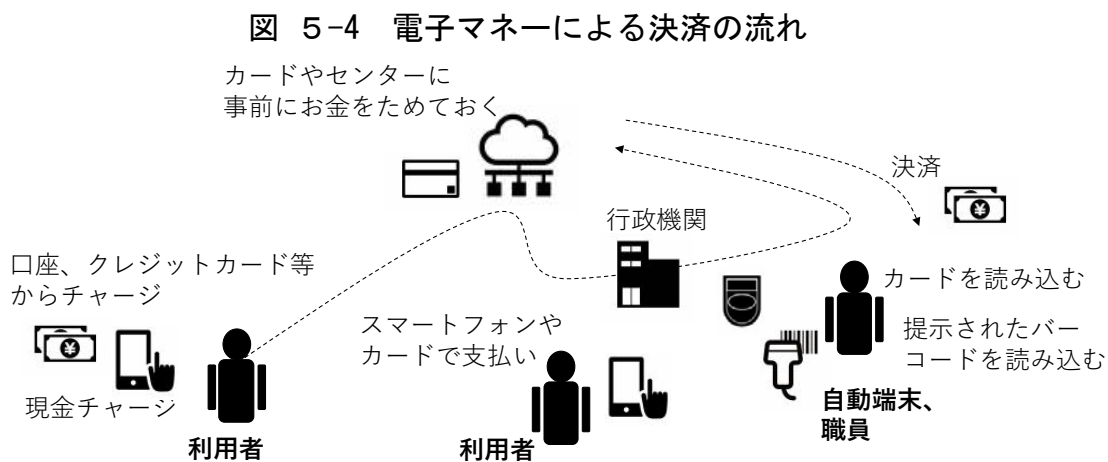 図 5-4 電子マネーによる決済の流れ
カードやセンターに
事前にお金をためておく
決済
行政機関
口座、クレジットカード等
からチャージ
カードを読み込む
スマートフォンや
カードで支払い
提示されたバー
コードを読み込む
現金チャージ
自動端末、
職員
利用者
利用者